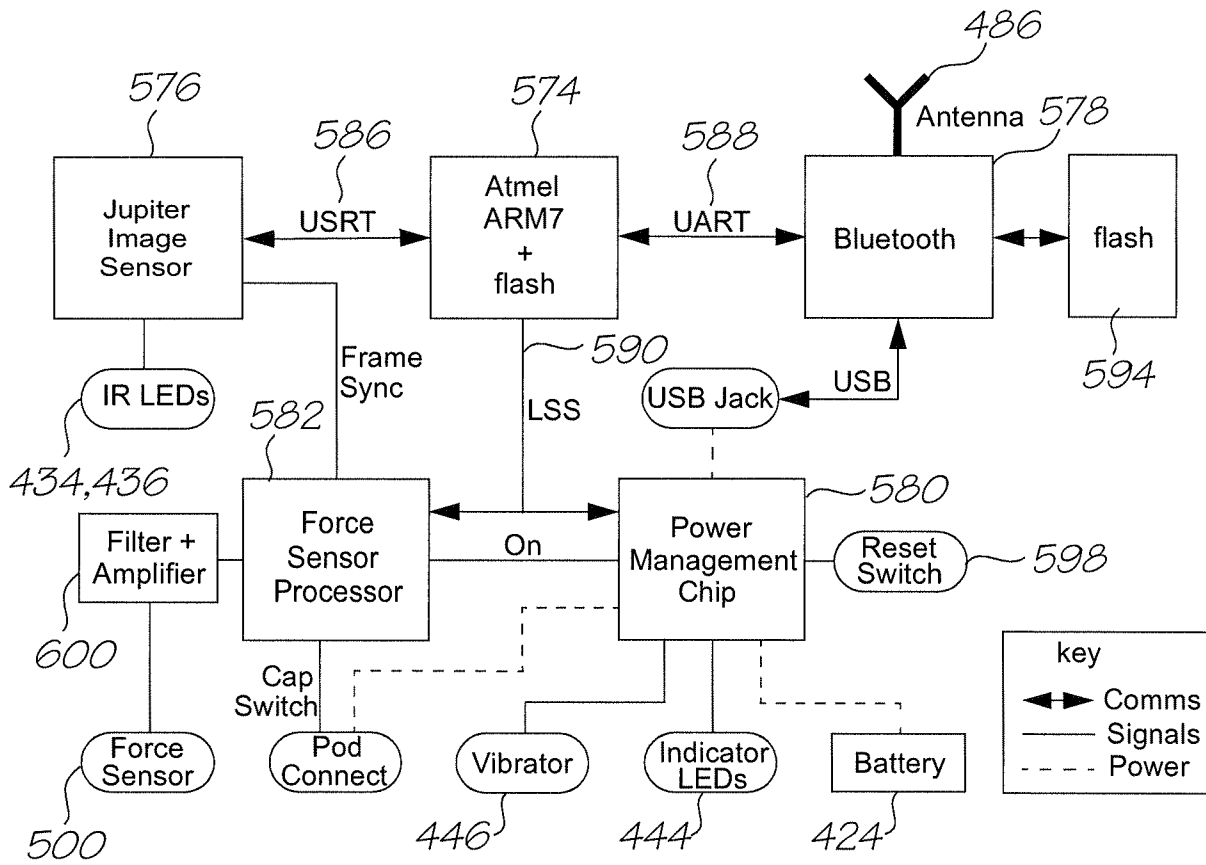 486
576
574
Antenna
578
586
588
Jupiter
Image
Sensor
USRT
Atmel
ARM7
+
flash
UART
Bluetooth
flash
590
594
Frame
Sync
IR LEDs
USB Jack
USB
LSS
582
434,436
580
Filter +
Amplifier
Force
Sensor
Processor
On
Power
Management
Chip
Reset
Switch
598
600
Cap
Switch
key
Comms
Signals
Power
Force
Sensor
Pod
Connect
Vibrator
Indicator
LEDs
Battery
500
446
444
424